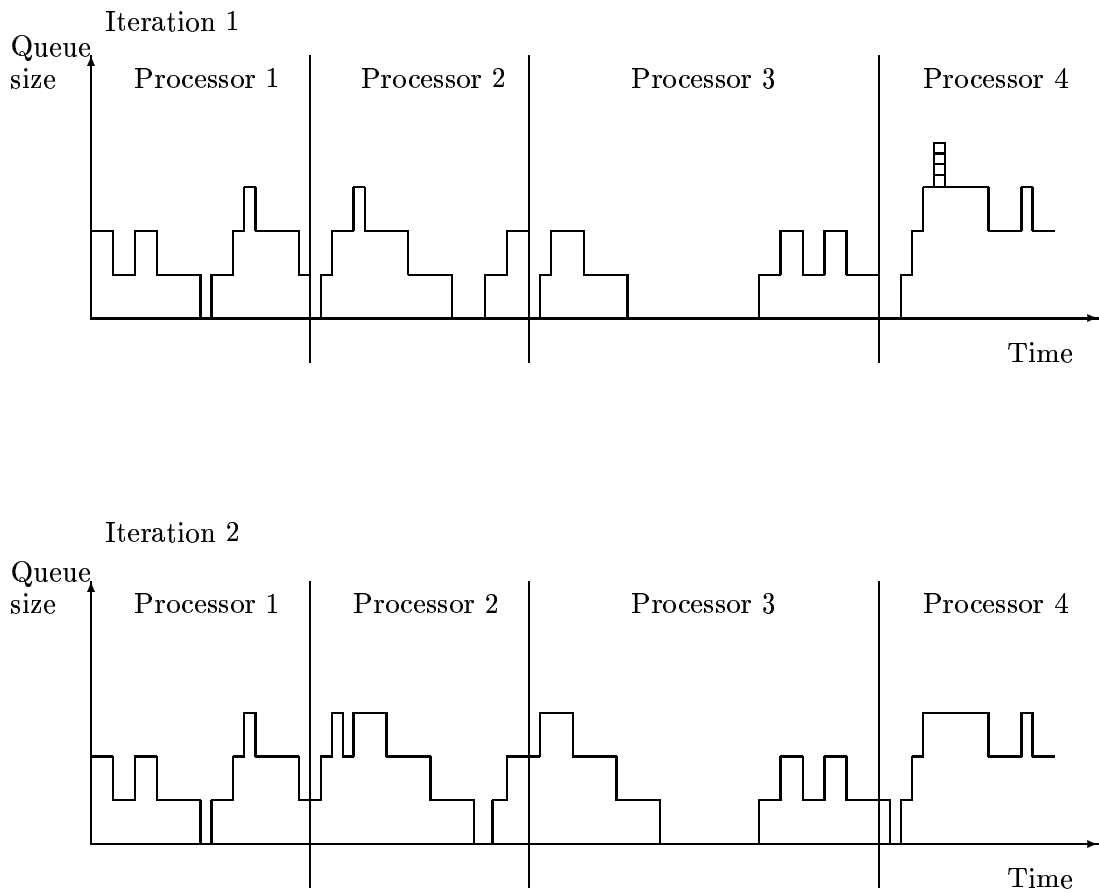 Iteration 1
Queue
size
Processor 1
Processor 2
Processor 3
Processor 4
Time
Iteration 2
Queue
size
Processor 1
Processor 2
Processor 3
Processor 4
Time